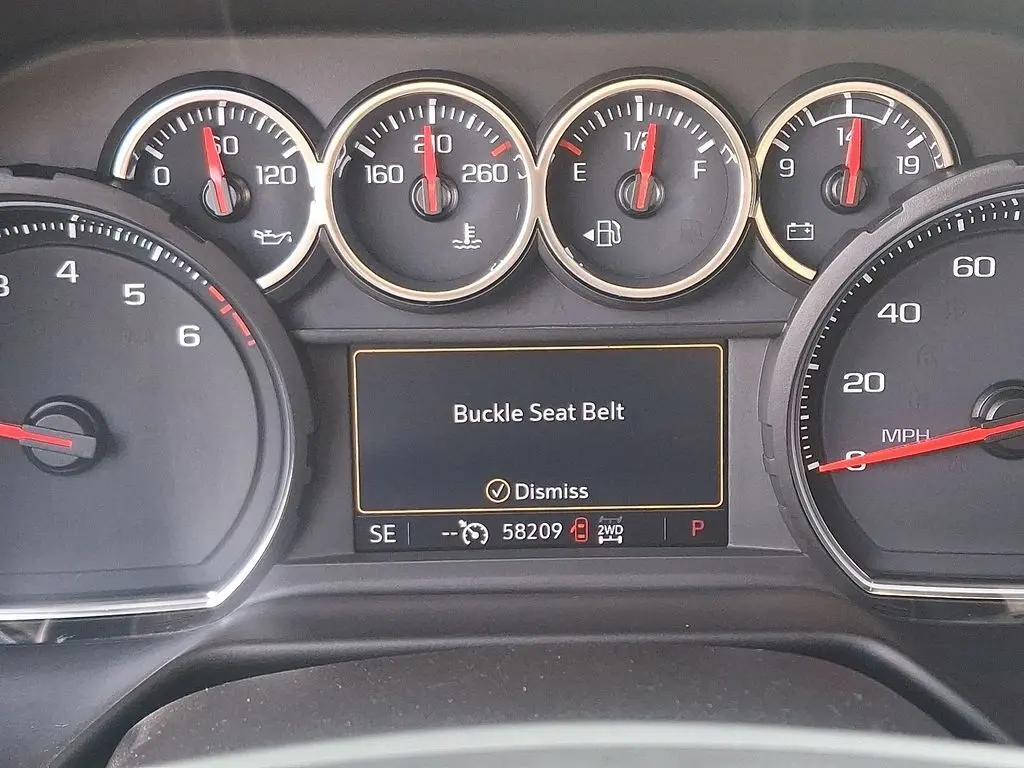 0 60 120
160 210 260
E 1/2 F
9 14 19
3 4 5 6
0 20 40 60
MPH
Buckle Seat Belt
Dismiss
SE -- 58209 2WD P